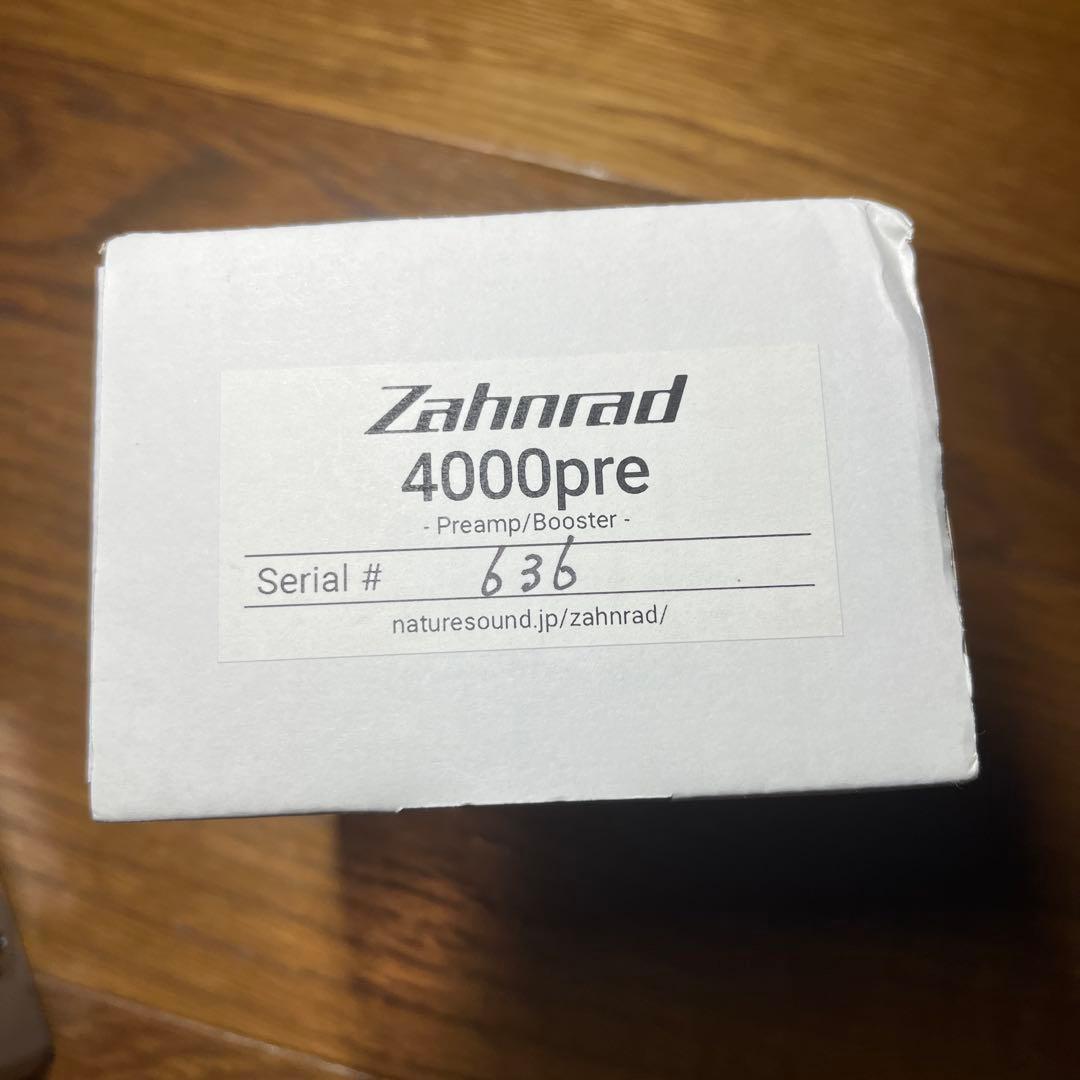 Zahnrad
4000pre
- Preamp/Booster -
Serial # 636
naturesound.jp/zahnrad/